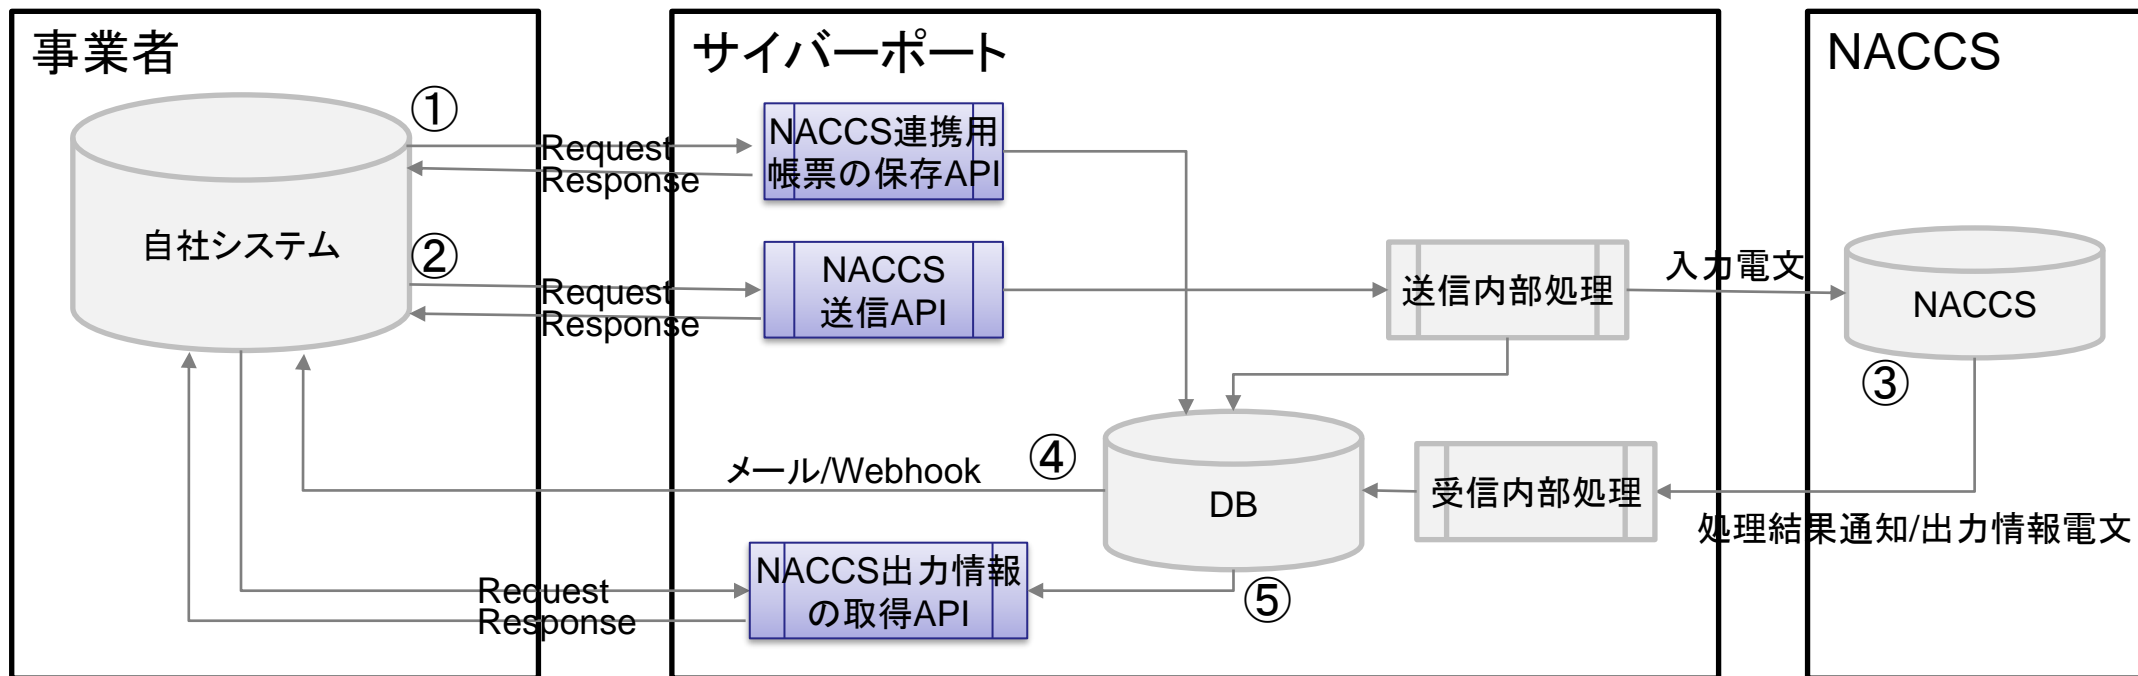 事業者
サイバーポート
NACCS
①
Request
Response
NACCS連携用
帳票の保存API
自社システム
②
Request
Response
NACCS
送信API
送信内部処理
入力電文
NACCS
③
メール/Webhook
④
DB
受信内部処理
処理結果通知/出力情報電文
Request
Response
NACCS出力情報
の取得API
⑤